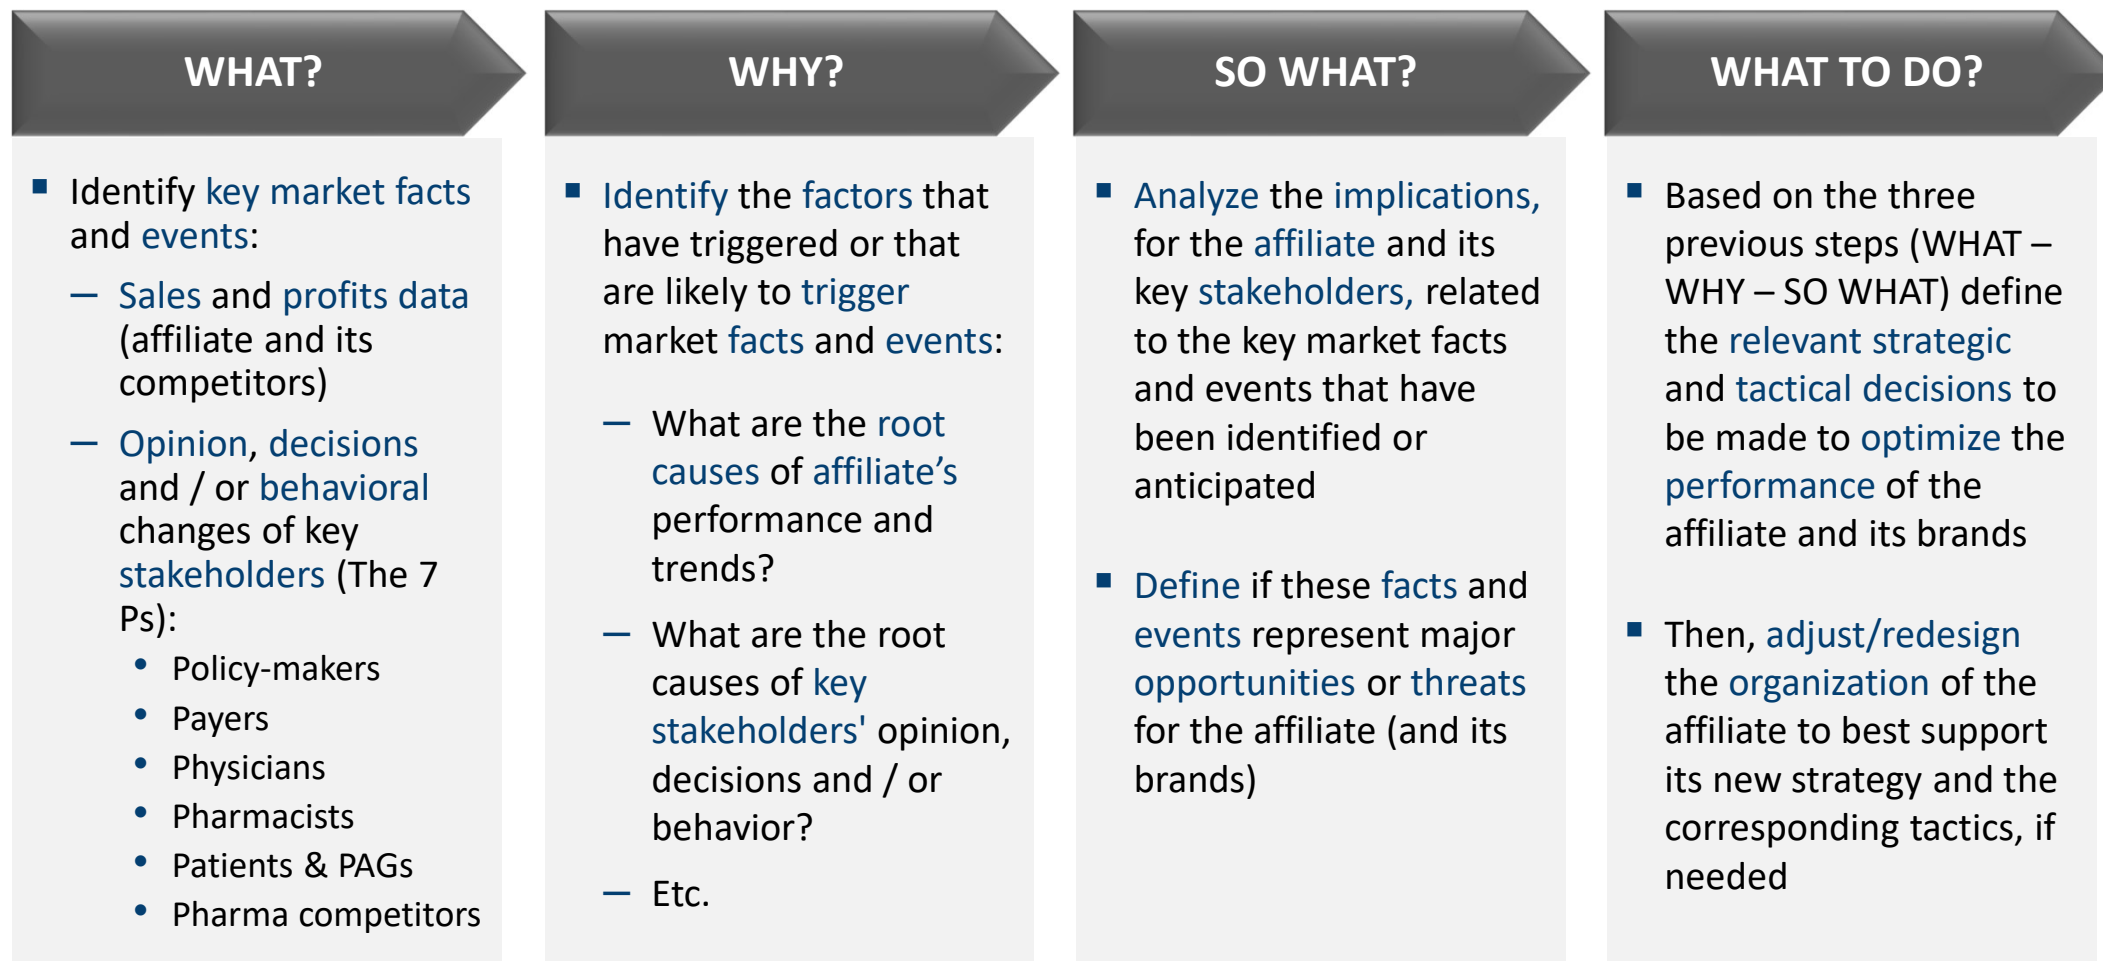 WHAT?
▪ Identify key market facts
and events:
— Sales and profits data
(affiliate and its
competitors)
— Opinion, decisions
and / or behavioral
changes of key
stakeholders (The 7
Ps):
• Policy-makers
• Payers
• Physicians
• Pharmacists
• Patients & PAGs
• Pharma competitors
WHY?
▪ Identify the factors that
have triggered or that
are likely to trigger
market facts and events:
— What are the root
causes of affiliate’s
performance and
trends?
— What are the root
causes of key
stakeholders' opinion,
decisions and / or
behavior?
— Etc.
SO WHAT?
▪ Analyze the implications,
for the affiliate and its
key stakeholders, related
to the key market facts
and events that have
been identified or
anticipated
▪ Define if these facts and
events represent major
opportunities or threats
for the affiliate (and its
brands)
WHAT TO DO?
▪ Based on the three
previous steps (WHAT –
WHY – SO WHAT) define
the relevant strategic
and tactical decisions to
be made to optimize the
performance of the
affiliate and its brands
▪ Then, adjust/redesign
the organization of the
affiliate to best support
its new strategy and the
corresponding tactics, if
needed